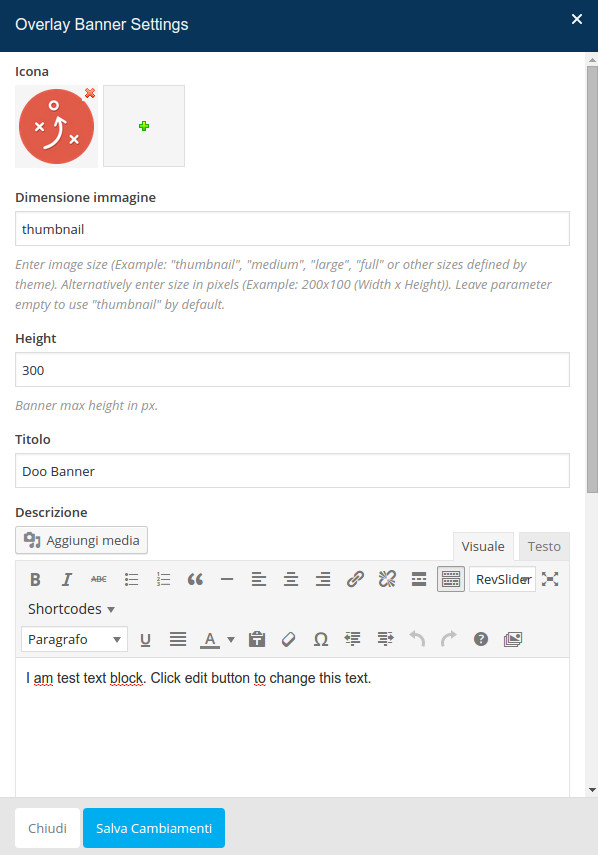 Overlay Banner Settings
Icona
Dimensione immagine
thumbnail
Enter image size (Example: "thumbnail", "medium", "large", "full" or other sizes defined by
theme). Alternatively enter size in pixels (Example: 200x100 (Width x Height)). Leave parameter
empty to use "thumbnail" by default.
Height
300
Banner max height in px.
Titolo
Doo Banner
Descrizione
Aggiungi media
Visuale Testo
B I ABC RevSlider
Shortcodes
Paragrafo U A Ω
I am test text block. Click edit button to change this text.
Chiudi Salva Cambiamenti